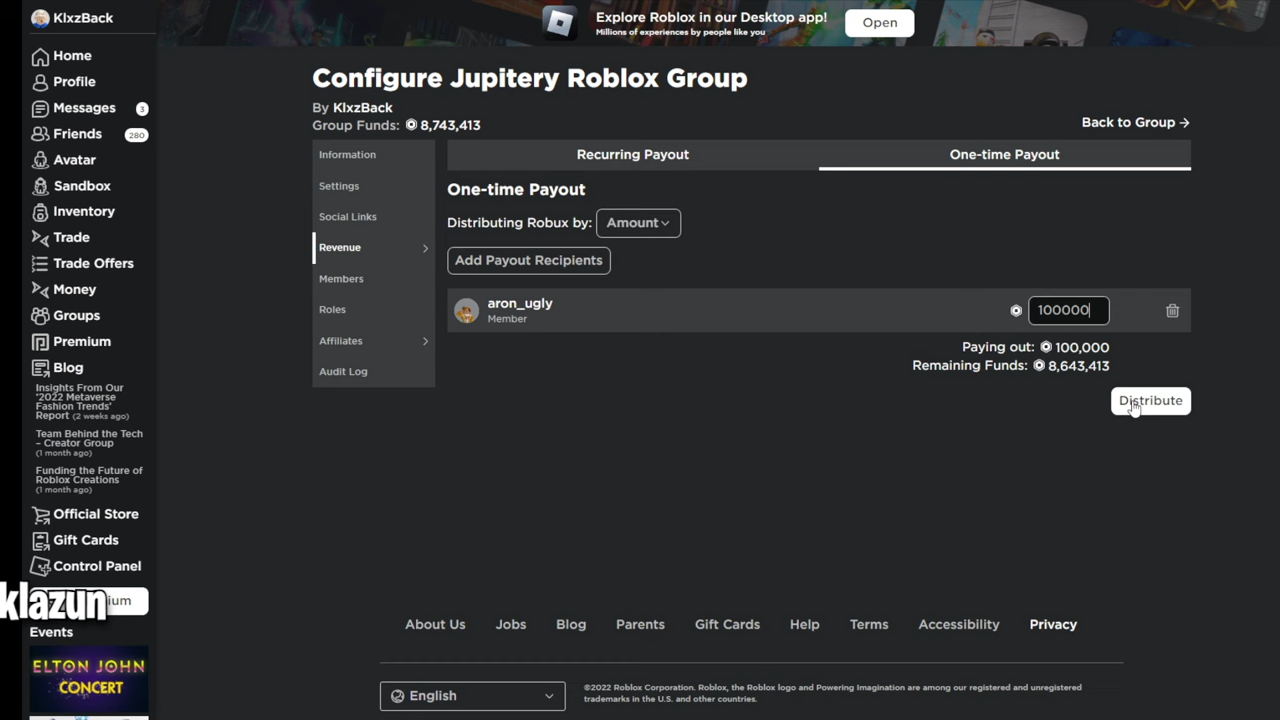 KlxzBack
Home
Profile
Messages 3
Friends 280
Avatar
Sandbox
Inventory
Trade
Trade Offers
Money
Groups
Premium
Blog
Insights From Our
'2022 Metaverse
Fashion Trends'
Report (2 weeks ago)
Team Behind the Tech
– Creator Group
(1 month ago)
Funding the Future of
Roblox Creations
(1 month ago)
Official Store
Gift Cards
Control Panel
klazun
ium
Events
ELTON JOHN
CONCERT
Explore Roblox in our Desktop app!
Millions of experiences by people like you
Open
Configure Jupitery Roblox Group
By KlxzBack
Group Funds: 8,743,413
Back to Group →
Information
Settings
Social Links
Revenue
Members
Roles
Affiliates
Audit Log
Recurring Payout
One-time Payout
One-time Payout
Distributing Robux by: Amount
Add Payout Recipients
aron_ugly
Member
100000
Paying out: 100,000
Remaining Funds: 8,643,413
Distribute
About Us Jobs Blog Parents Gift Cards Help Terms Accessibility Privacy
English
©2022 Roblox Corporation. Roblox, the Roblox logo and Powering Imagination are among our registered and unregistered
trademarks in the U.S. and other countries.